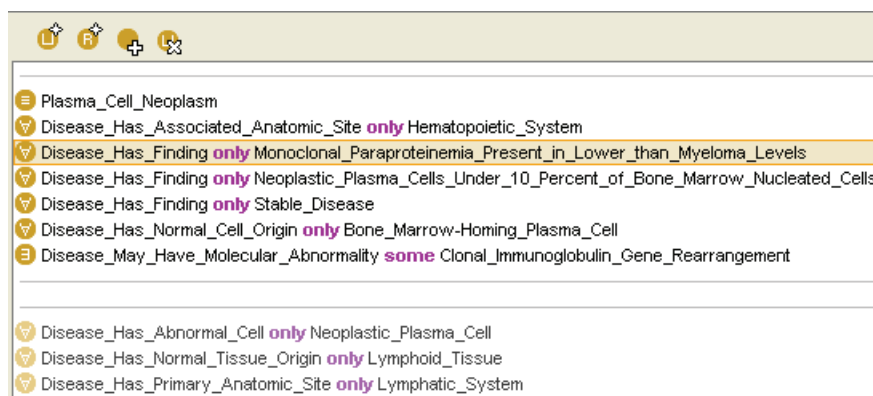 Plasma_Cell_Neoplasm
Disease_Has_Associated_Anatomic_Site only Hematopoietic_System
Disease_Has_Finding only Monoclonal_Paraproteinemia_Present_in_Lower_than_Myeloma_Levels
Disease_Has_Finding only Neoplastic_Plasma_Cells_Under_10_Percent_of_Bone_Marrow_Nucleated_Cells
Disease_Has_Finding only Stable_Disease
Disease_Has_Normal_Cell_Origin only Bone_Marrow-Homing_Plasma_Cell
Disease_May_Have_Molecular_Abnormality some Clonal_Immunoglobulin_Gene_Rearrangement
Disease_Has_Abnormal_Cell only Neoplastic_Plasma_Cell
Disease_Has_Normal_Tissue_Origin only Lymphoid_Tissue
Disease_Has_Primary_Anatomic_Site only Lymphatic_System